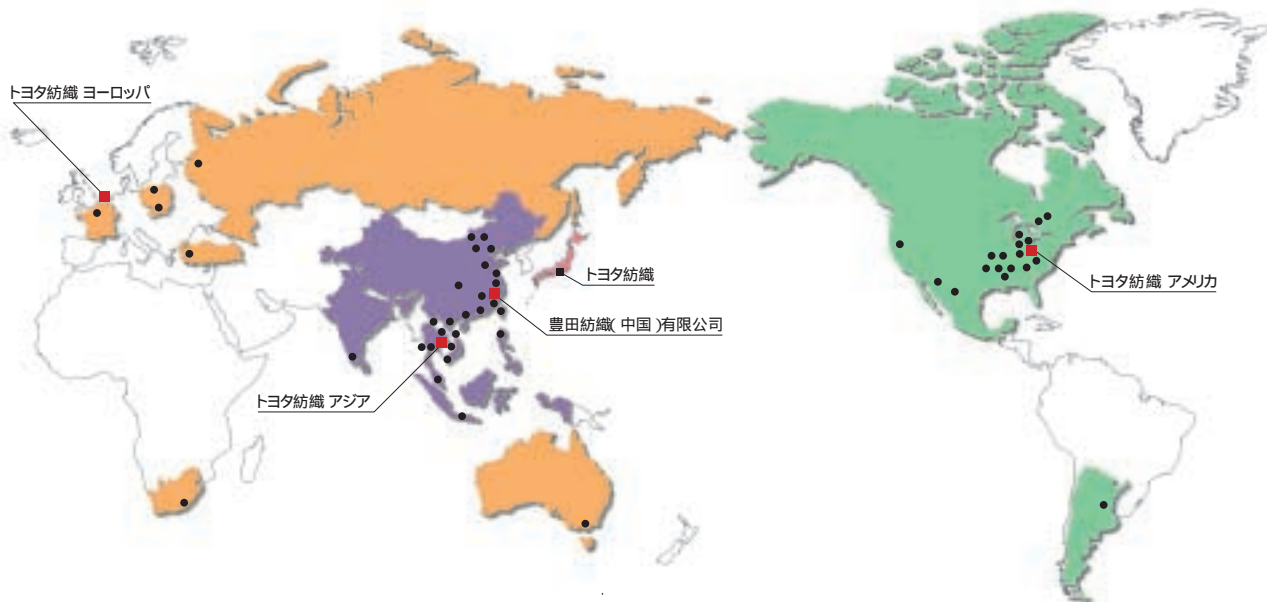 トヨタ紡織 ヨーロッパ
トヨタ紡織
トヨタ紡織 アメリカ
豊田紡織(中国)有限公司
トヨタ紡織 アジア